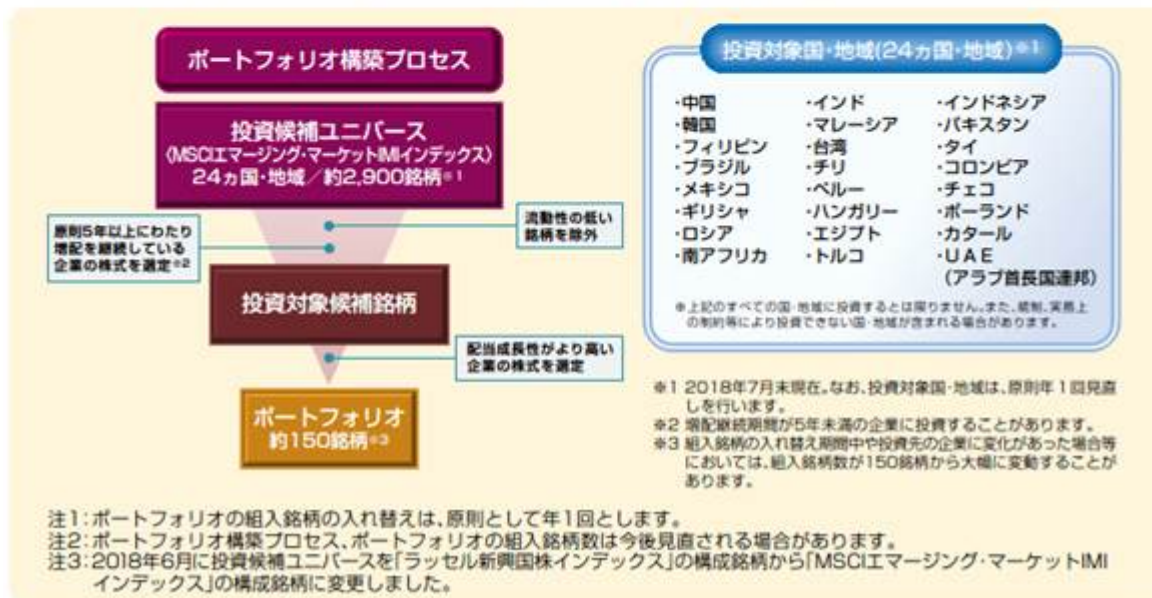 ポートフォリオ構築プロセス
投資候補ユニバース
〈MSCIエマージング・マーケットIMIインデックス〉
24ヵ国・地域／約2,900銘柄※1
流動性の低い
銘柄を除外
原則5年以上にわたり
増配を継続している
企業の株式を選定※2
投資対象候補銘柄
配当成長性がより高い
企業の株式を選定
ポートフォリオ
約150銘柄※3
投資対象国・地域(24ヵ国・地域)※1
・中国 ・インド ・インドネシア
・韓国 ・マレーシア ・パキスタン
・フィリピン ・台湾 ・タイ
・ブラジル ・チリ ・コロンビア
・メキシコ ・ペルー ・チェコ
・ギリシャ ・ハンガリー ・ポーランド
・ロシア ・エジプト ・カタール
・南アフリカ ・トルコ ・UAE
(アラブ首長国連邦)
※上記のすべての国・地域に投資するとは限りません。また、規制、実務上
の制約等により投資できない国・地域が含まれる場合があります。
※1 2018年7月末現在。なお、投資対象国・地域は、原則年1回見直
しを行います。
※2 増配継続期間が5年未満の企業に投資することがあります。
※3 組入銘柄の入れ替え期間中や投資先の企業に変化があった場合等
においては、組入銘柄数が150銘柄から大幅に変動することが
あります。
注1：ポートフォリオの組入銘柄の入れ替えは、原則として年1回とします。
注2：ポートフォリオ構築プロセス、ポートフォリオの組入銘柄数は今後見直される場合があります。
注3：2018年6月に投資候補ユニバースを「ラッセル新興国株インデックス」の構成銘柄から「MSCIエマージング・マーケットIMI
インデックス」の構成銘柄に変更しました。